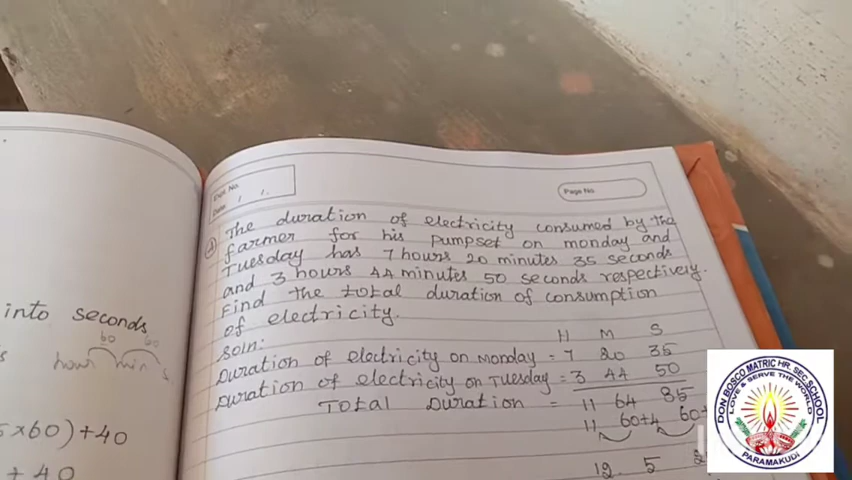 into seconds
60 60
hour min s.
x60) + 40
+ 40
Expt. No.
Date
Page No.
The duration of electricity consumed by the
farmer for his pumpset on monday and
Tuesday has 7 hours 20 minutes 35 seconds
and 3 hours 44 minutes 50 seconds respectively.
Find the total duration of consumption
of electricity.
Soln:
H M S
Duration of electricity on Monday = 7 20 35
Duration of electricity on Tuesday = 3 44 50
Total Duration = 11 64 85
11 60+4 60+
12 5
DON BOSCO MATRIC HR. SEC SCHOOL
LOVE & SERVE THE WORLD
PARAMAKUDI